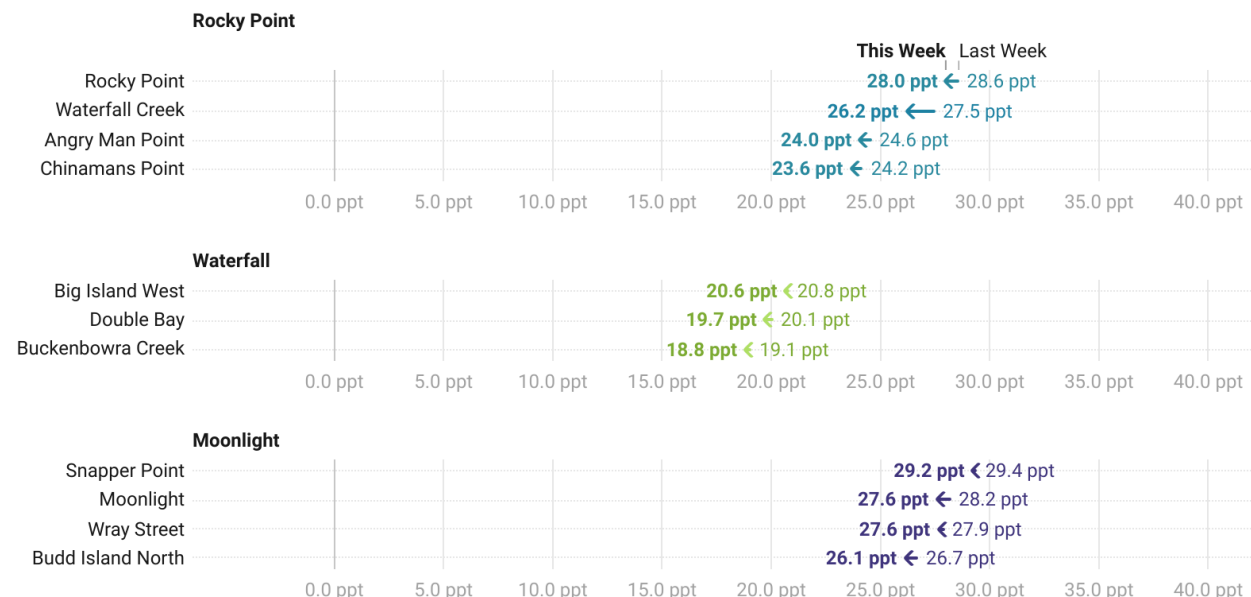 Rocky Point
This Week Last Week
Rocky Point 28.0 ppt 28.6 ppt
Waterfall Creek 26.2 ppt 27.5 ppt
Angry Man Point 24.0 ppt 24.6 ppt
Chinamans Point 23.6 ppt 24.2 ppt
0.0 ppt 5.0 ppt 10.0 ppt 15.0 ppt 20.0 ppt 25.0 ppt 30.0 ppt 35.0 ppt 40.0 ppt
Waterfall
Big Island West 20.6 ppt 20.8 ppt
Double Bay 19.7 ppt 20.1 ppt
Buckenbowra Creek 18.8 ppt 19.1 ppt
0.0 ppt 5.0 ppt 10.0 ppt 15.0 ppt 20.0 ppt 25.0 ppt 30.0 ppt 35.0 ppt 40.0 ppt
Moonlight
Snapper Point 29.2 ppt 29.4 ppt
Moonlight 27.6 ppt 28.2 ppt
Wray Street 27.6 ppt 27.9 ppt
Budd Island North 26.1 ppt 26.7 ppt
0.0 ppt 5.0 ppt 10.0 ppt 15.0 ppt 20.0 ppt 25.0 ppt 30.0 ppt 35.0 ppt 40.0 ppt